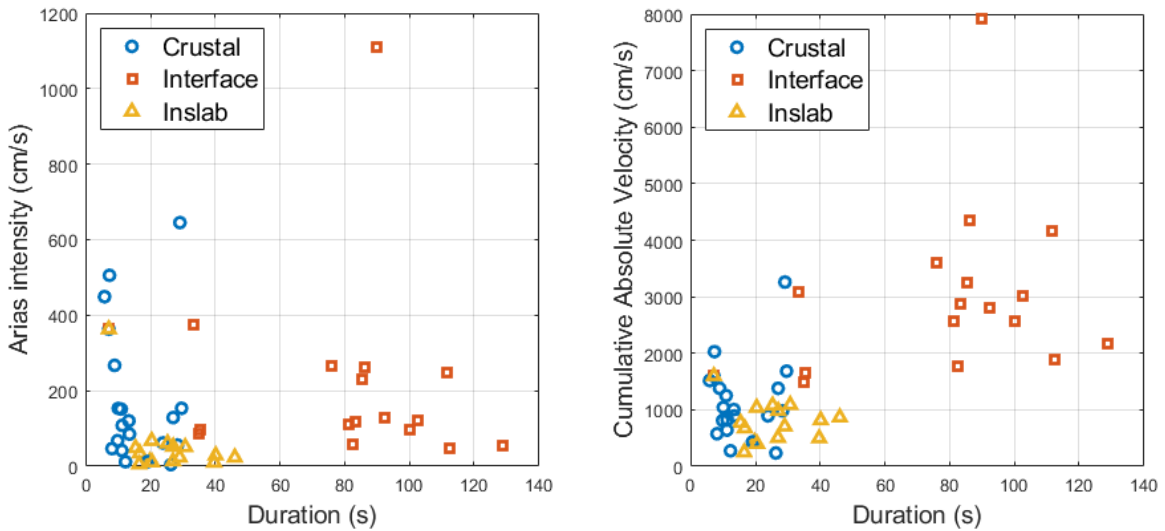 1200
1000
800
600
400
200
0
0 20 40 60 80 100 120 140
Arias intensity (cm/s)
Duration (s)
Crustal
Interface
Inslab
8000
7000
6000
5000
4000
3000
2000
1000
0
0 20 40 60 80 100 120 140
Cumulative Absolute Velocity (cm/s)
Duration (s)
Crustal
Interface
Inslab